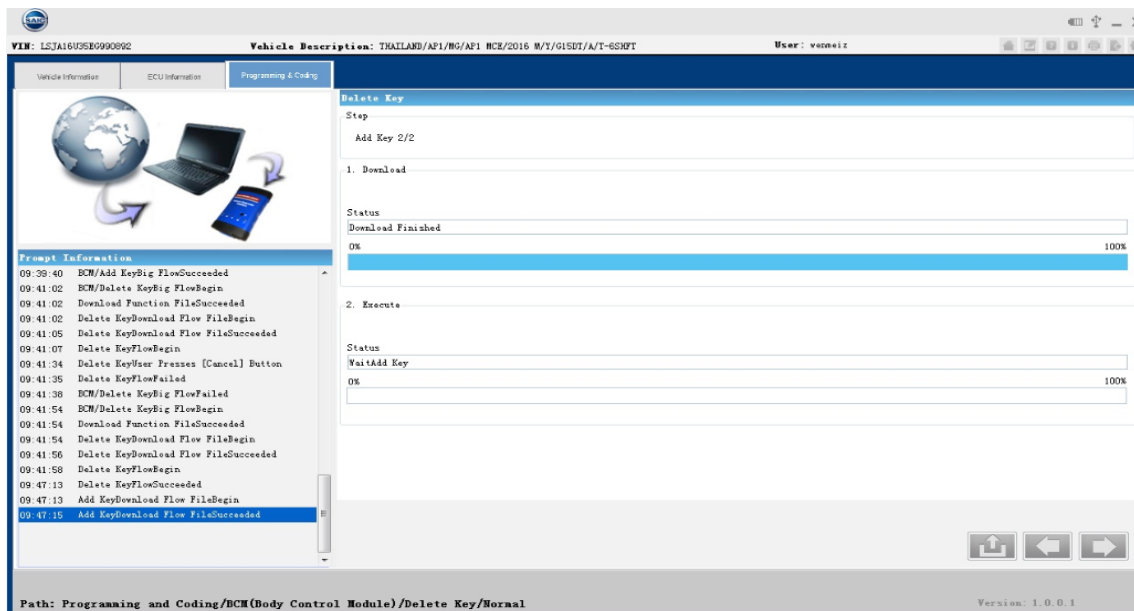 SAIC
VIN: LSJA16U35EG990892 Vehicle Description: THAILAND/AP1/MG/AP1 MCE/2016 M/Y/G15DT/A/T-6SHFT User: venmeiz
Vehicle Information ECU Information Programming & Coding
Delete Key
Step
Add Key 2/2
1. Download
Status
Download Finished
0% 100%
2. Execute
Status
WaitAdd Key
0% 100%
Prompt Information
09:39:40 BCM/Add KeyBig FlowSucceeded
09:41:02 BCM/Delete KeyBig FlowBegin
09:41:02 Download Function FileSucceeded
09:41:02 Delete KeyDownload Flow FileBegin
09:41:05 Delete KeyDownload Flow FileSucceeded
09:41:07 Delete KeyFlowBegin
09:41:34 Delete KeyUser Presses [Cancel] Button
09:41:35 Delete KeyFlowFailed
09:41:38 BCM/Delete KeyBig FlowFailed
09:41:54 BCM/Delete KeyBig FlowBegin
09:41:54 Download Function FileSucceeded
09:41:54 Delete KeyDownload Flow FileBegin
09:41:56 Delete KeyDownload Flow FileSucceeded
09:41:58 Delete KeyFlowBegin
09:47:13 Delete KeyFlowSucceeded
09:47:13 Add KeyDownload Flow FileBegin
09:47:15 Add KeyDownload Flow FileSucceeded
Path: Programming and Coding/BCM(Body Control Module)/Delete Key/Normal Version: 1.0.0.1